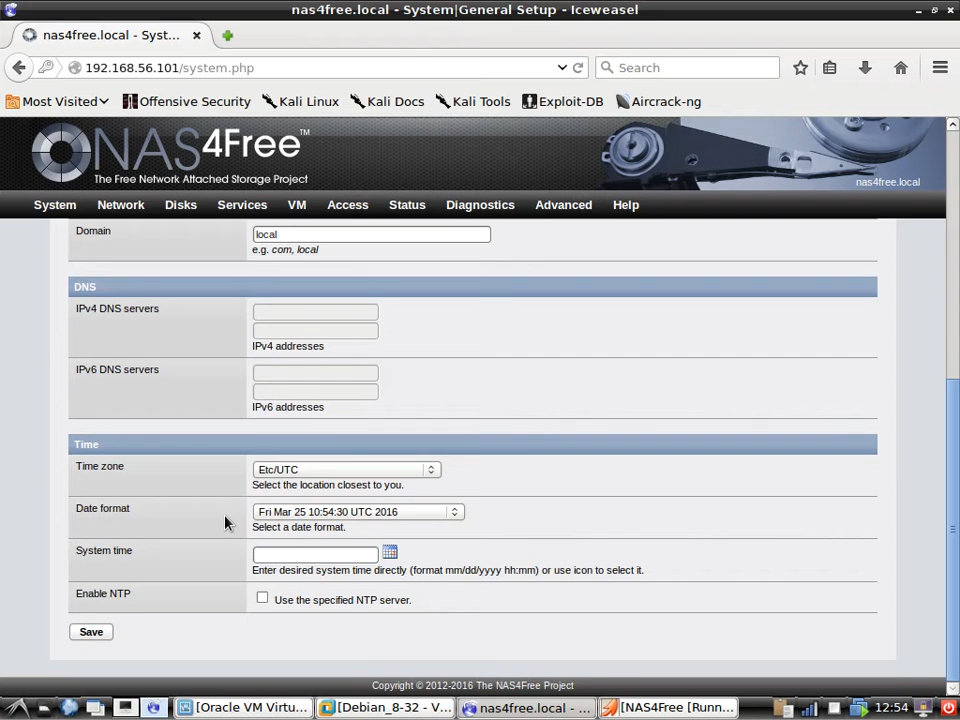 nas4free.local - System|General Setup - Iceweasel
nas4free.local - Syst...
192.168.56.101/system.php
Search
Most Visited
Offensive Security
Kali Linux
Kali Docs
Kali Tools
Exploit-DB
Aircrack-ng
NAS4Free™
The Free Network Attached Storage Project
nas4free.local
System Network Disks Services VM Access Status Diagnostics Advanced Help
Domain
local
e.g. com, local
DNS
IPv4 DNS servers
IPv4 addresses
IPv6 DNS servers
IPv6 addresses
Time
Time zone
Etc/UTC
Select the location closest to you.
Date format
Fri Mar 25 10:54:30 UTC 2016
Select a date format.
System time
Enter desired system time directly (format mm/dd/yyyy hh:mm) or use icon to select it.
Enable NTP
Use the specified NTP server.
Save
Copyright © 2012-2016 The NAS4Free Project
[Oracle VM Virtu...
[Debian_8-32 - V...
nas4free.local - ...
[NAS4Free [Runn...
12:54